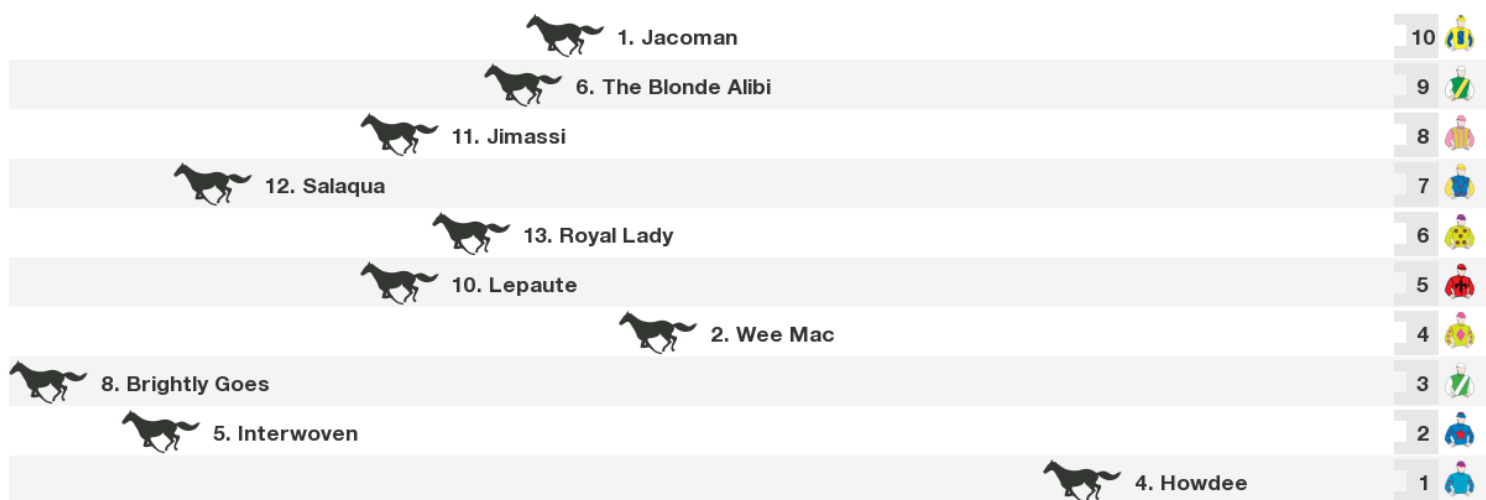 1. Jacoman 10
6. The Blonde Alibi 9
11. Jimassi 8
12. Salaqua 7
13. Royal Lady 6
10. Lepaute 5
2. Wee Mac 4
8. Brightly Goes 3
5. Interwoven 2
4. Howdee 1